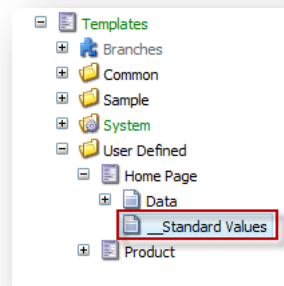 Templates
Branches
Common
Sample
System
User Defined
Home Page
Data
__Standard Values
Product